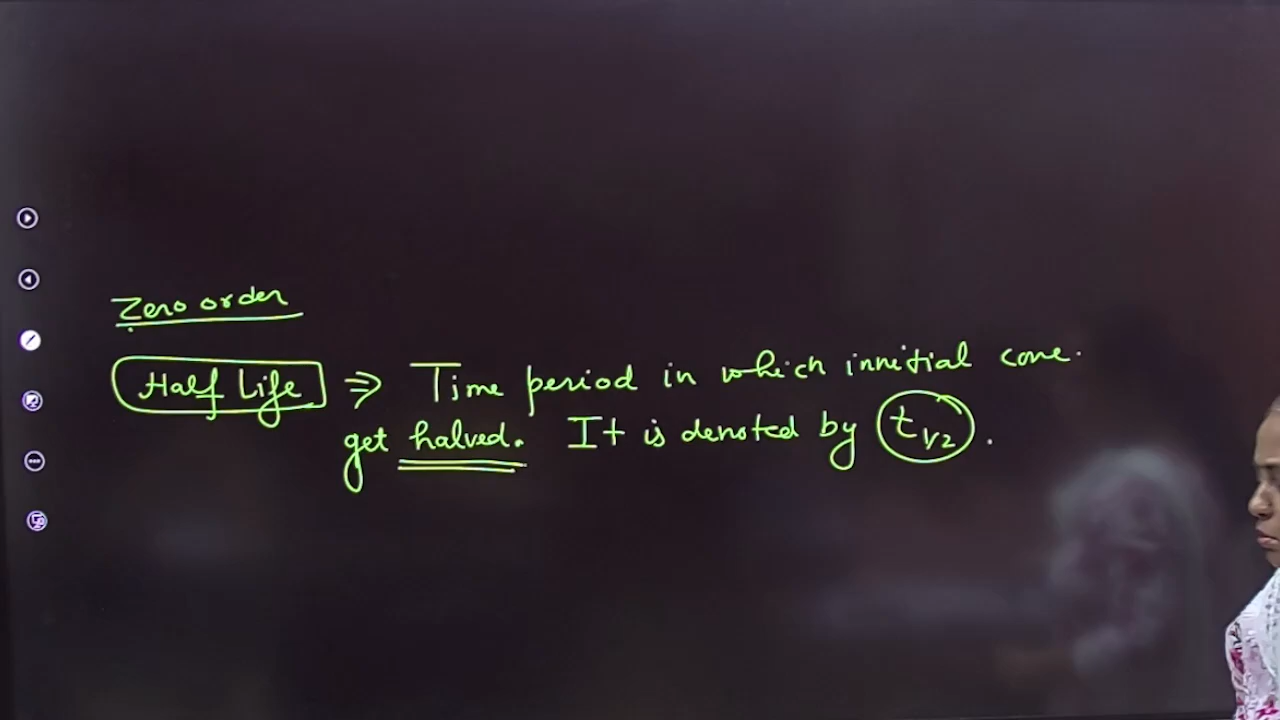 Zero order
Half Life ⇒ Time period in which innitial conc.
get halved. It is denoted by t1/2.